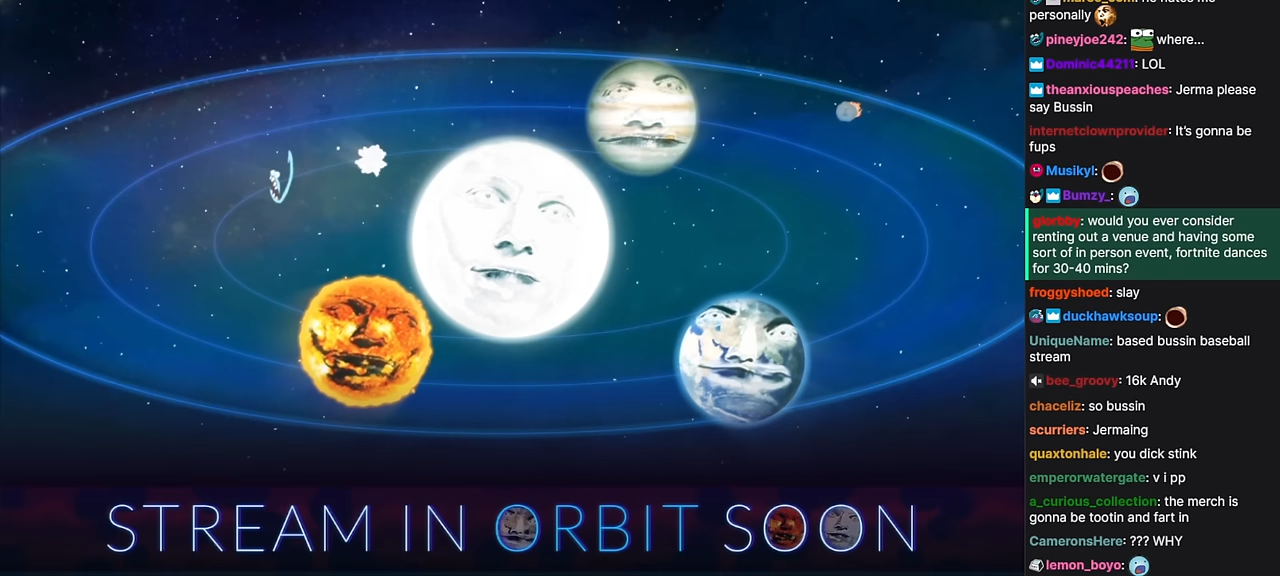 personally
pineyjoe242: where...
Dominic44211: LOL
theanxiouspeaches: Jerma please
say Bussin
internetclownprovider: It's gonna be
fups
Musikyl:
Bumzy_:
glorbby: would you ever consider
renting out a venue and having some
sort of in person event, fortnite dances
for 30-40 mins?
froggyshoed: slay
duckhawksoup:
UniqueName: based bussin baseball
stream
bee_groovy: 16k Andy
chaceliz: so bussin
scurriers: Jermaing
quaxtonhale: you dick stink
emperorwatergate: v i pp
a_curious_collection: the merch is
gonna be tootin and fart in
CameronsHere: ??? WHY
lemon_boyo:
STREAM IN ORBIT SOON